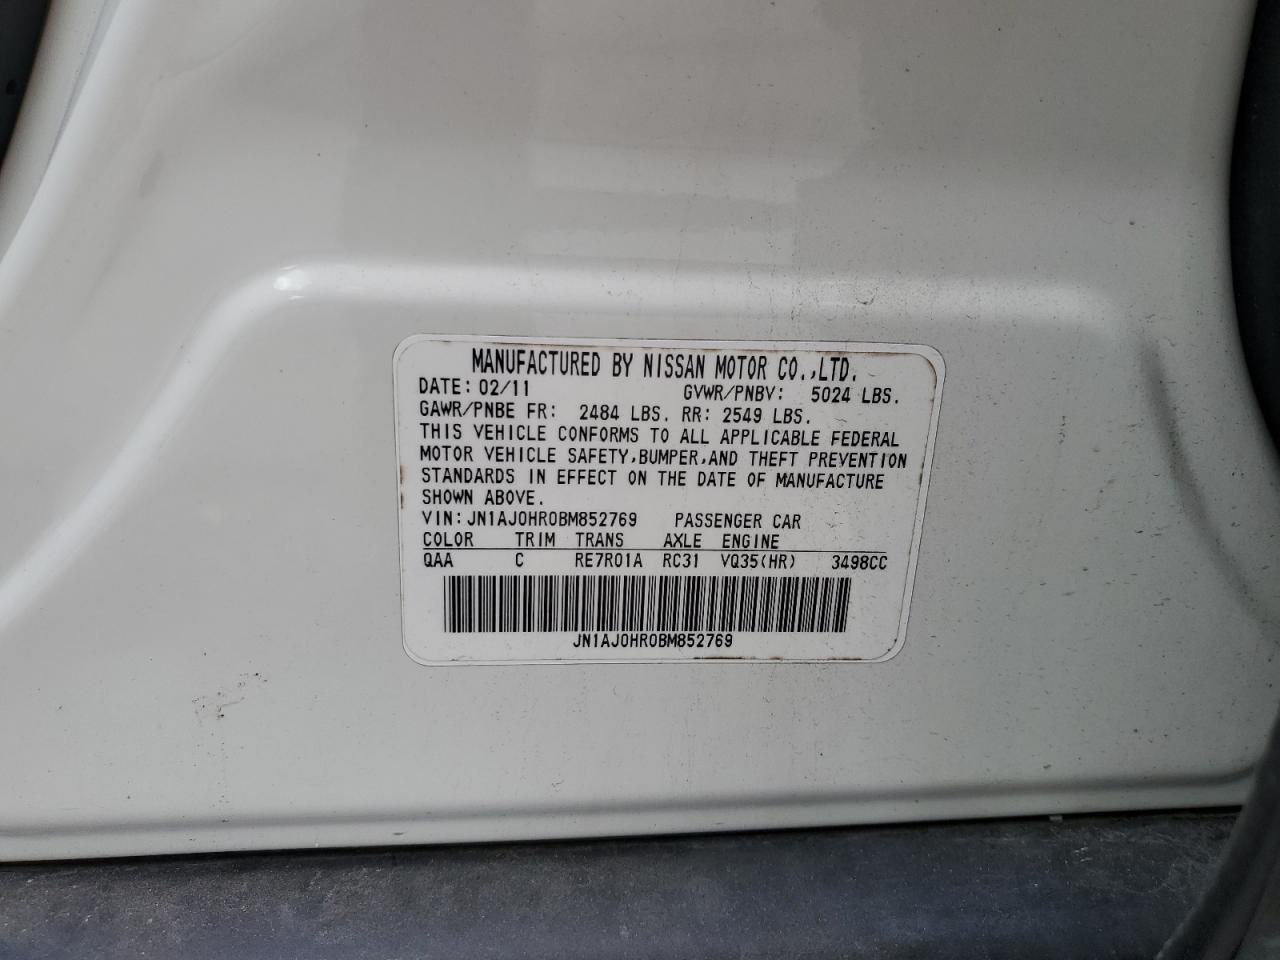 MANUFACTURED BY NISSAN MOTOR CO.,LTD.
DATE: 02/11 GVWR/PNBV: 5024 LBS.
GAWR/PNBE FR: 2484 LBS. RR: 2549 LBS.
THIS VEHICLE CONFORMS TO ALL APPLICABLE FEDERAL
MOTOR VEHICLE SAFETY,BUMPER,AND THEFT PREVENTION
STANDARDS IN EFFECT ON THE DATE OF MANUFACTURE
SHOWN ABOVE.
VIN:JN1AJ0HR0BM852769 PASSENGER CAR
COLOR TRIM TRANS AXLE ENGINE
QAA C RE7R01A RC31 VQ35(HR) 3498CC
JN1AJ0HR0BM852769